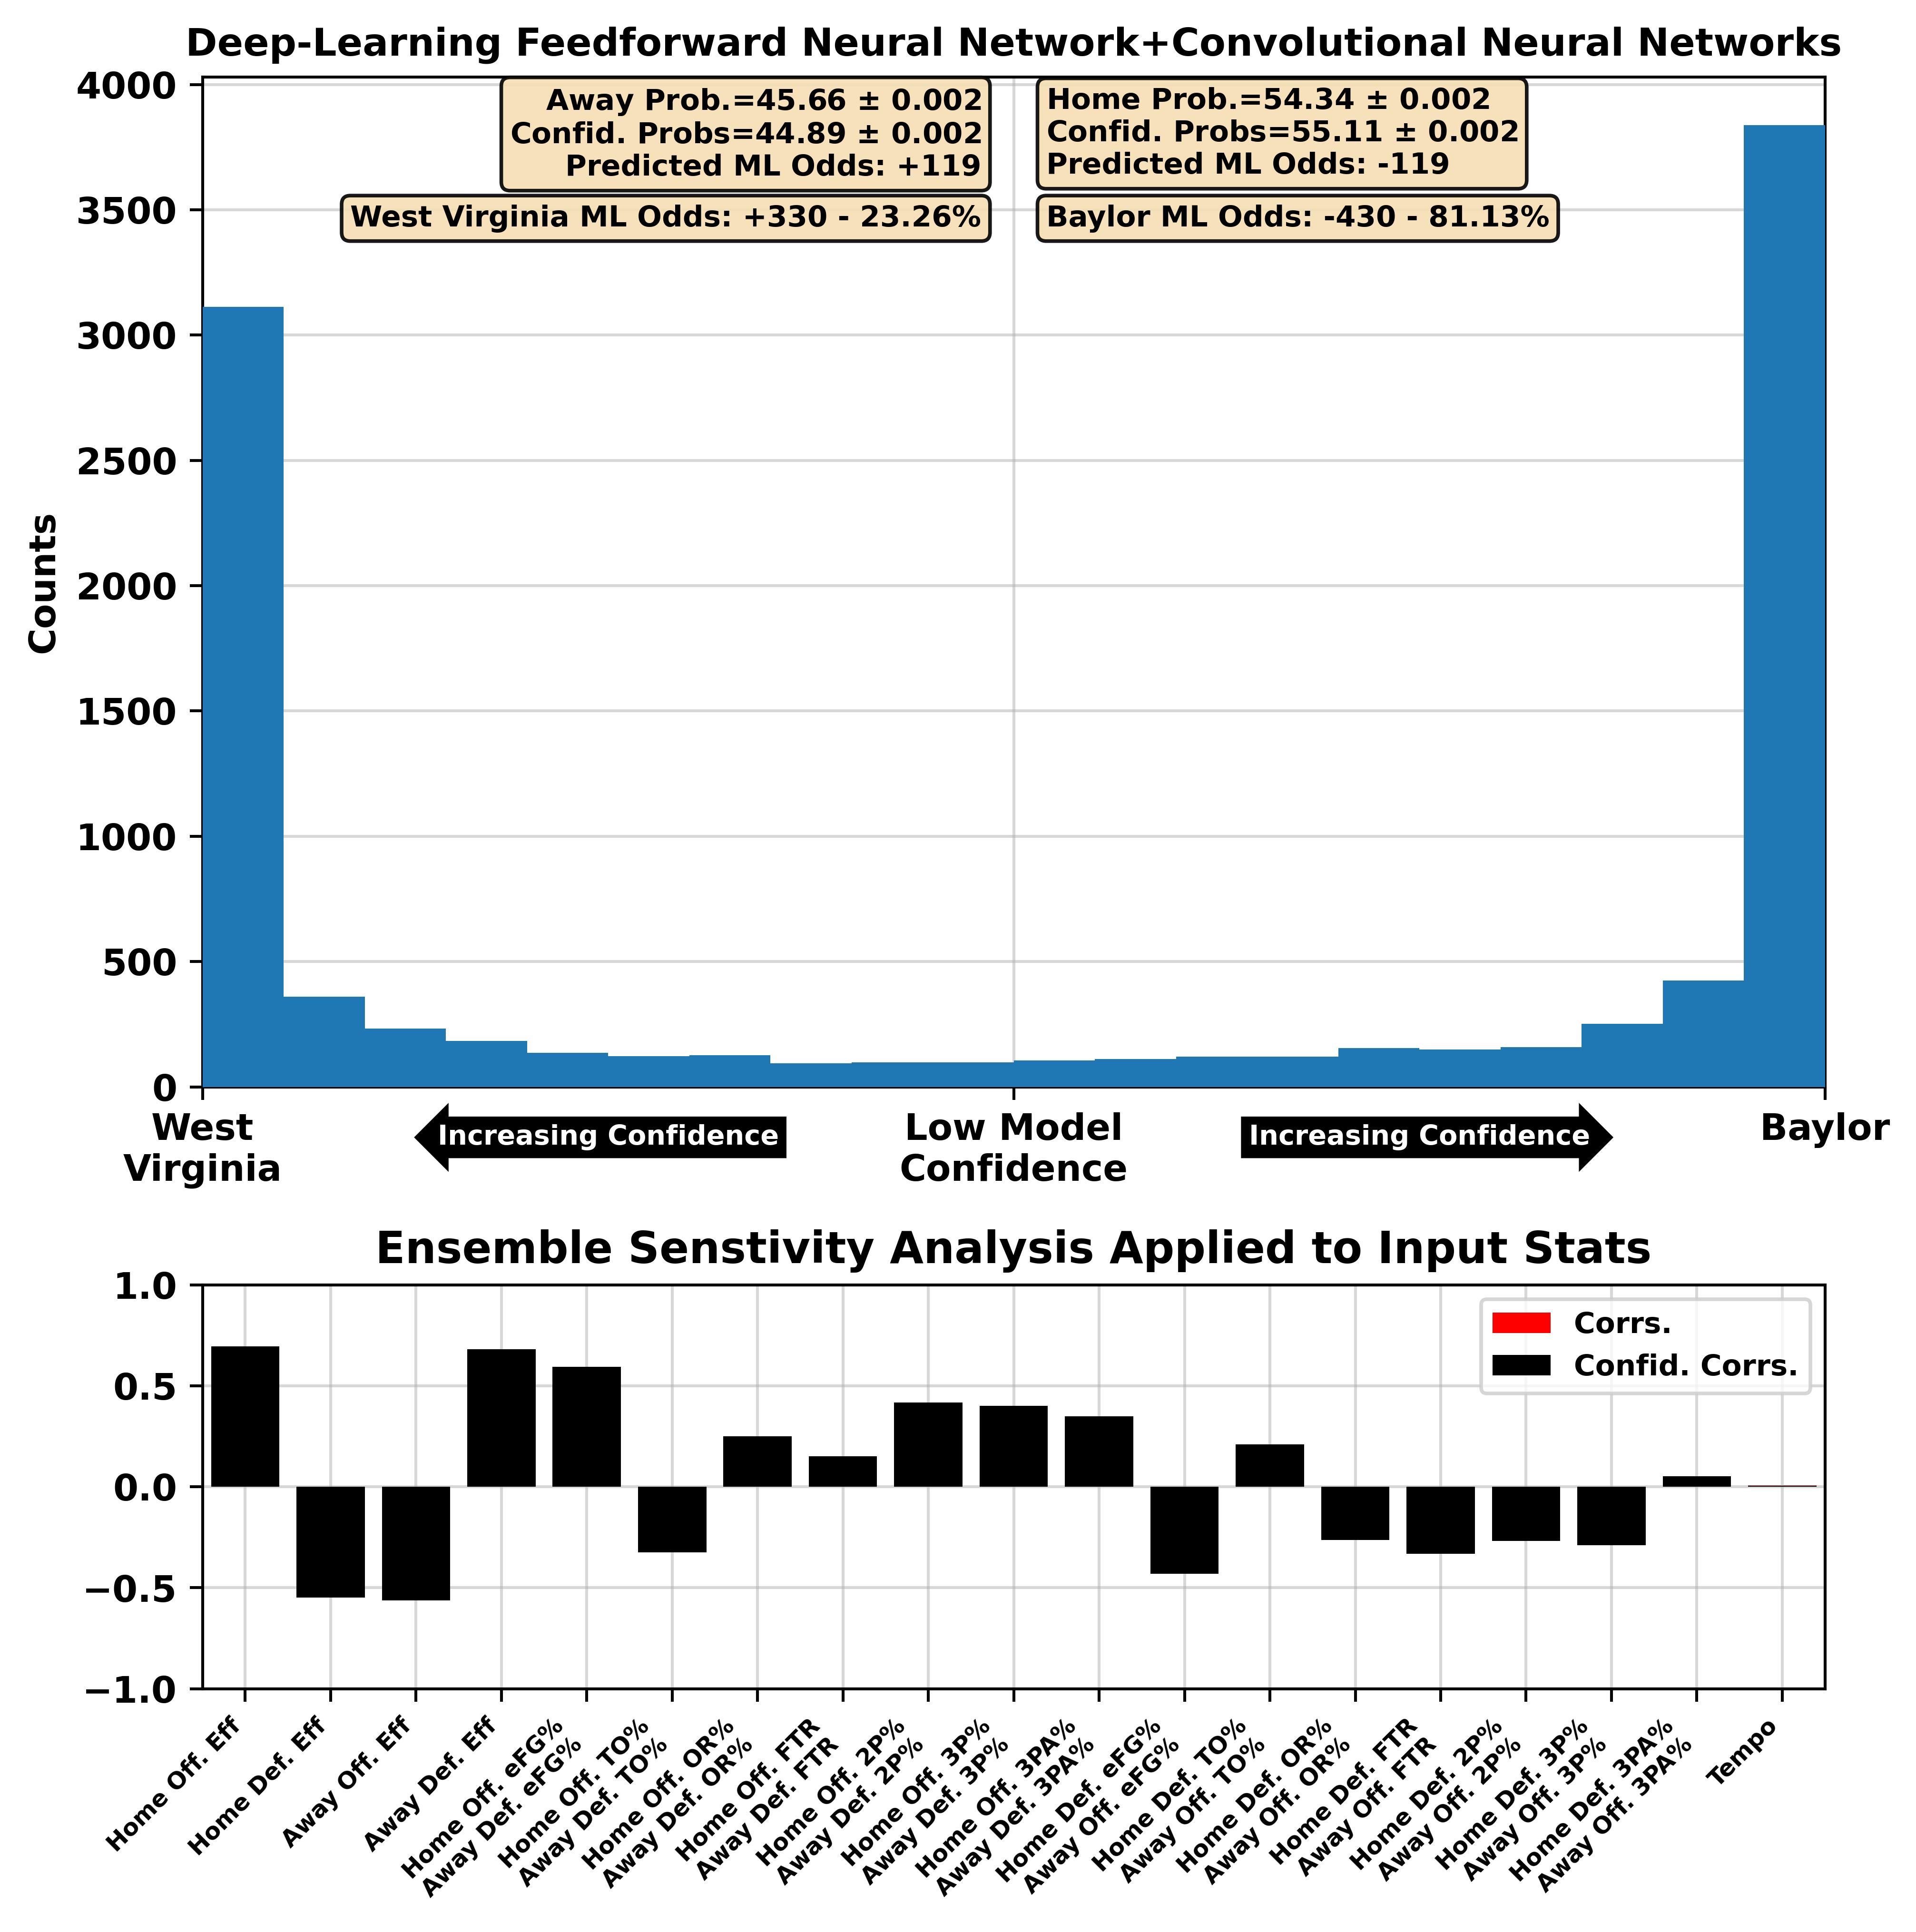 Deep-Learning Feedforward Neural Network+Convolutional Neural Networks
4000
3500
3000
2500
2000
1500
1000
500
0
Counts
Away Prob.=45.66 ± 0.002
Confid. Probs=44.89 ± 0.002
Predicted ML Odds: +119
West Virginia ML Odds: +330 - 23.26%
Home Prob.=54.34 ± 0.002
Confid. Probs=55.11 ± 0.002
Predicted ML Odds: -119
Baylor ML Odds: -430 - 81.13%
West
Virginia
Increasing Confidence
Low Model
Confidence
Increasing Confidence
Baylor
Ensemble Senstivity Analysis Applied to Input Stats
1.0
0.5
0.0
−0.5
−1.0
Corrs.
Confid. Corrs.
Home Off. Eff
Home Def. Eff
Away Off. Eff
Away Def. Eff
Home Off. eFG%
Away Def. eFG%
Home Off. TO%
Away Def. TO%
Home Off. OR%
Away Def. OR%
Home Off. FTR
Away Def. FTR
Home Off. 2P%
Away Def. 2P%
Home Off. 3P%
Away Def. 3P%
Home Off. 3PA%
Away Def. 3PA%
Home Def. eFG%
Away Off. eFG%
Home Def. TO%
Away Off. TO%
Home Def. OR%
Away Off. OR%
Home Def. FTR
Away Off. FTR
Home Def. 2P%
Away Off. 2P%
Home Def. 3P%
Away Off. 3P%
Home Def. 3PA%
Away Off. 3PA%
Tempo